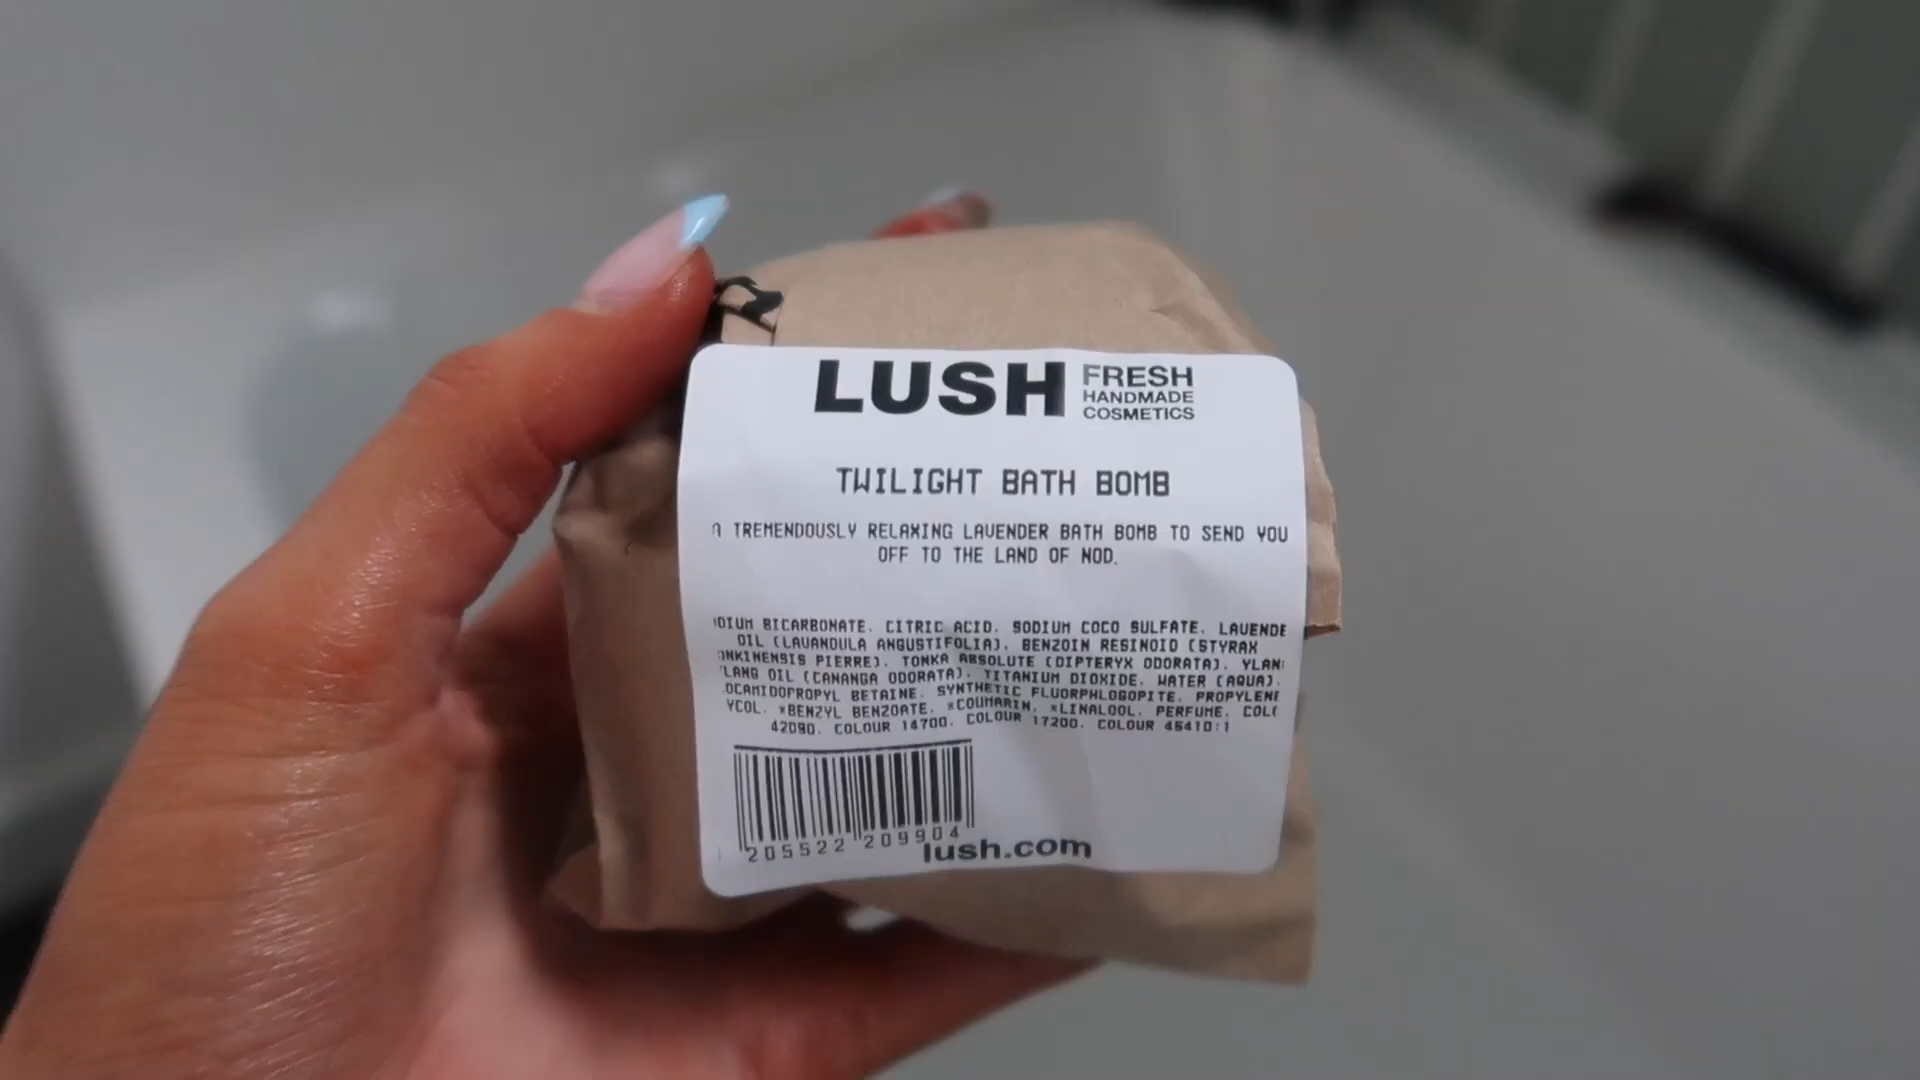 LUSH FRESH
HANDMADE
COSMETICS
TWILIGHT BATH BOMB
A TREMENDOUSLY RELAXING LAVENDER BATH BOMB TO SEND YOU
OFF TO THE LAND OF NOD.
DIUM BICARBONATE, CITRIC ACID, SODIUM COCO SULFATE, LAVENDE
OIL (LAVANDULA ANGUSTIFOLIA), BENZOIN RESINOID (STYRAX
ONKINENSIS PIERRE), TONKA ABSOLUTE (DIPTERYX ODORATA), YLAN
LANG OIL (CANANGA ODORATA), TITANIUM DIOXIDE, WATER (AQUA),
OCAMIDOPROPYL BETAINE, SYNTHETIC FLUORPHLOGOPITE, PROPYLENE
YCOL, *BENZYL BENZOATE, *COUMARIN, *LINALOOL, PERFUME, COL
42090, COLOUR 14700, COLOUR 17200, COLOUR 45410:1
205522 209904
lush.com